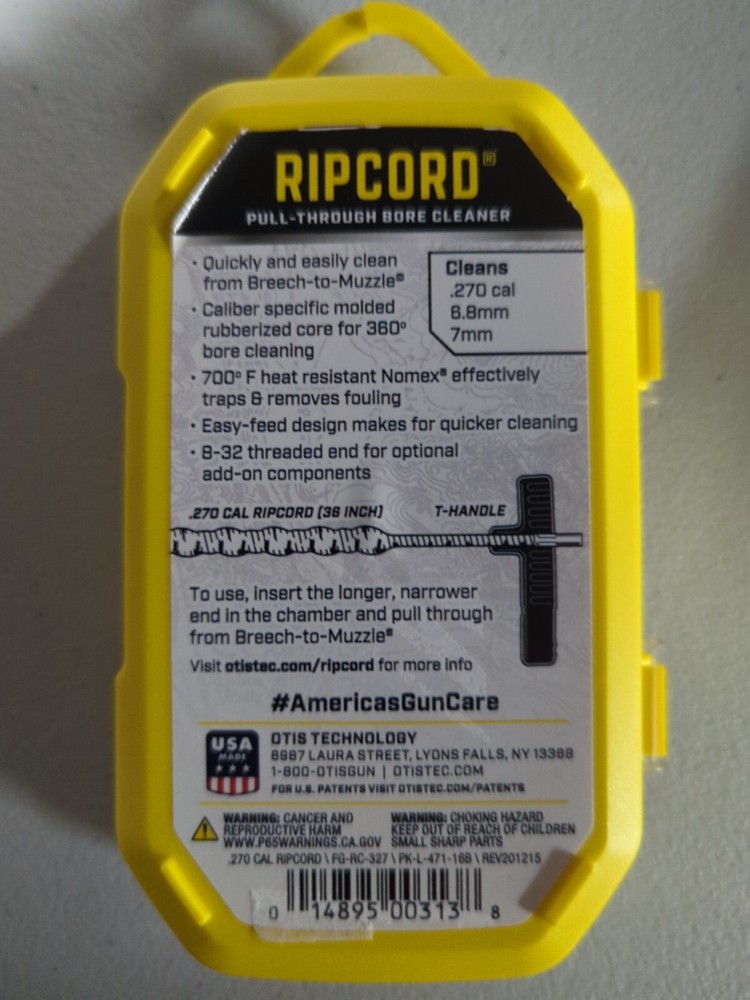 RIPCORD®
PULL-THROUGH BORE CLEANER
• Quickly and easily clean
from Breech-to-Muzzle®
• Caliber specific molded
rubberized core for 360°
bore cleaning
Cleans
.270 cal
6.8mm
7mm
• 700° F heat resistant Nomex® effectively
traps & removes fouling
• Easy-feed design makes for quicker cleaning
• 8-32 threaded end for optional
add-on components
.270 CAL RIPCORD (36 INCH)
T-HANDLE
To use, insert the longer, narrower
end in the chamber and pull through
from Breech-to-Muzzle®
Visit otistec.com/ripcord for more info
#AmericasGunCare
USA
MADE
OTIS TECHNOLOGY
6987 LAURA STREET, LYONS FALLS, NY 13368
1-800-OTISGUN | OTISTEC.COM
FOR U.S. PATENTS VISIT OTISTEC.COM/PATENTS
WARNING: CANCER AND
REPRODUCTIVE HARM
WWW.P65WARNINGS.CA.GOV
WARNING: CHOKING HAZARD
KEEP OUT OF REACH OF CHILDREN
SMALL SHARP PARTS
.270 CAL RIPCORD \ FG-RC-327 \ PK-L-471-168 \ REV201215
0 14895 00313 8